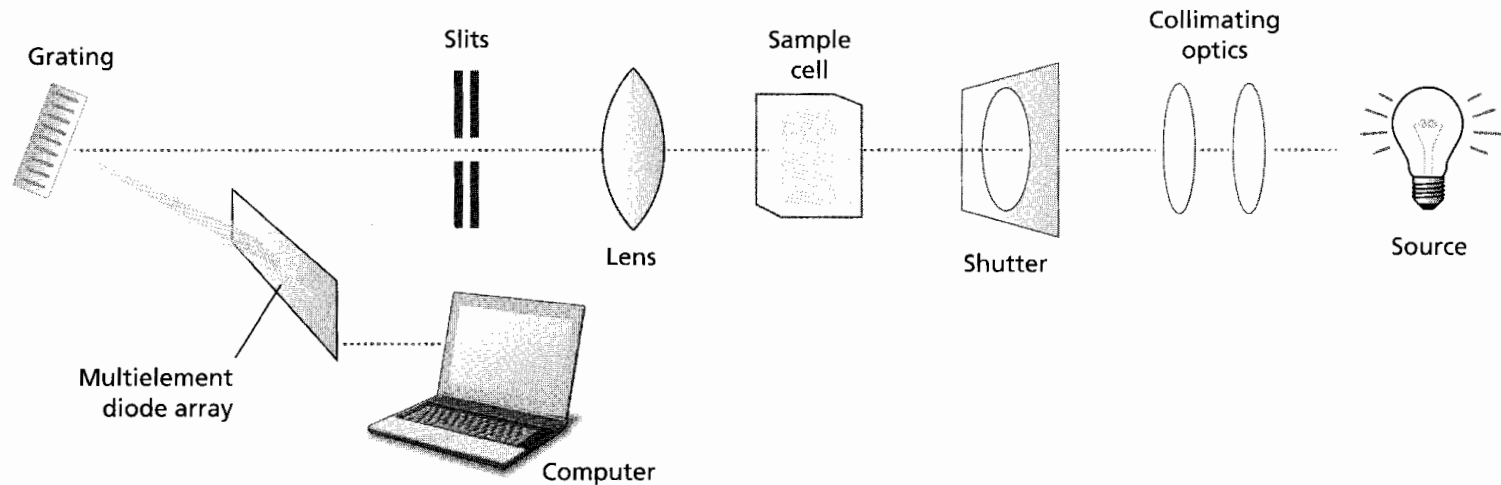 Grating
Slits
Sample
cell
Collimating
optics
Lens
Shutter
Source
Multielement
diode array
Computer